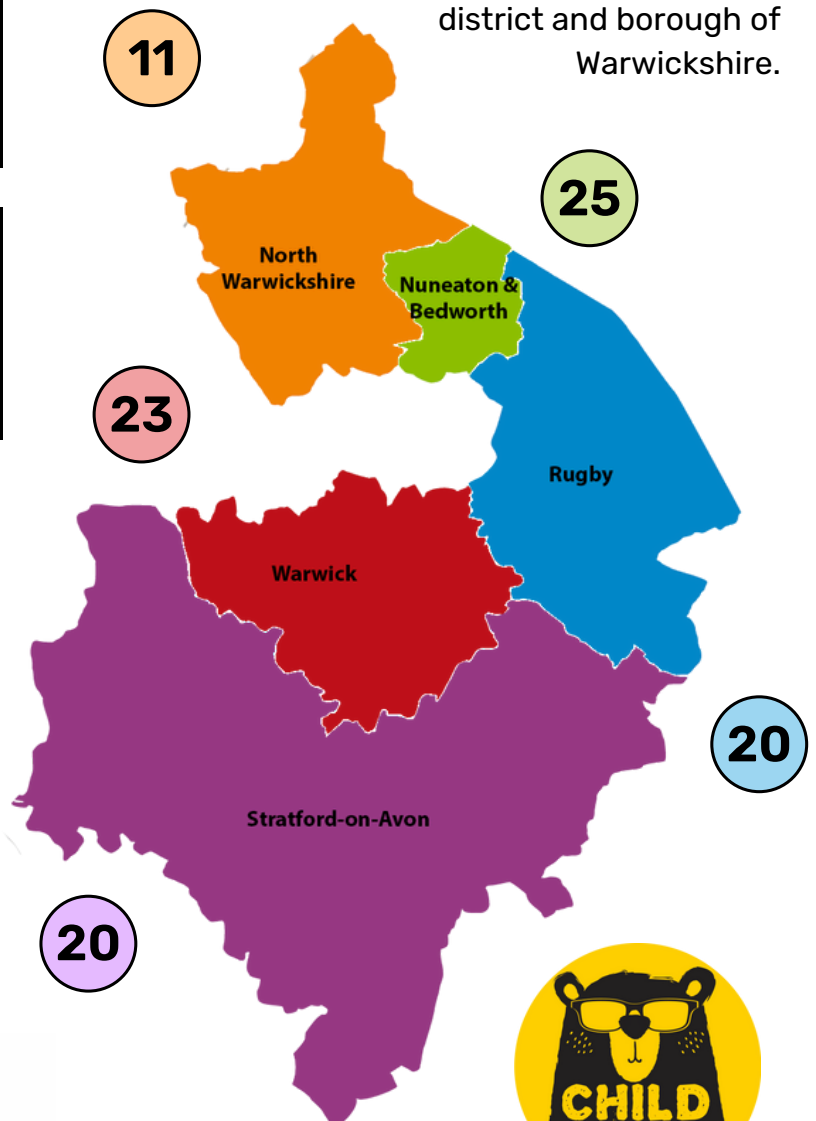 district and borough of
Warwickshire.
11
25
North
Warwickshire
Nuneaton &
Bedworth
23
Rugby
Warwick
20
Stratford-on-Avon
20
CHILD